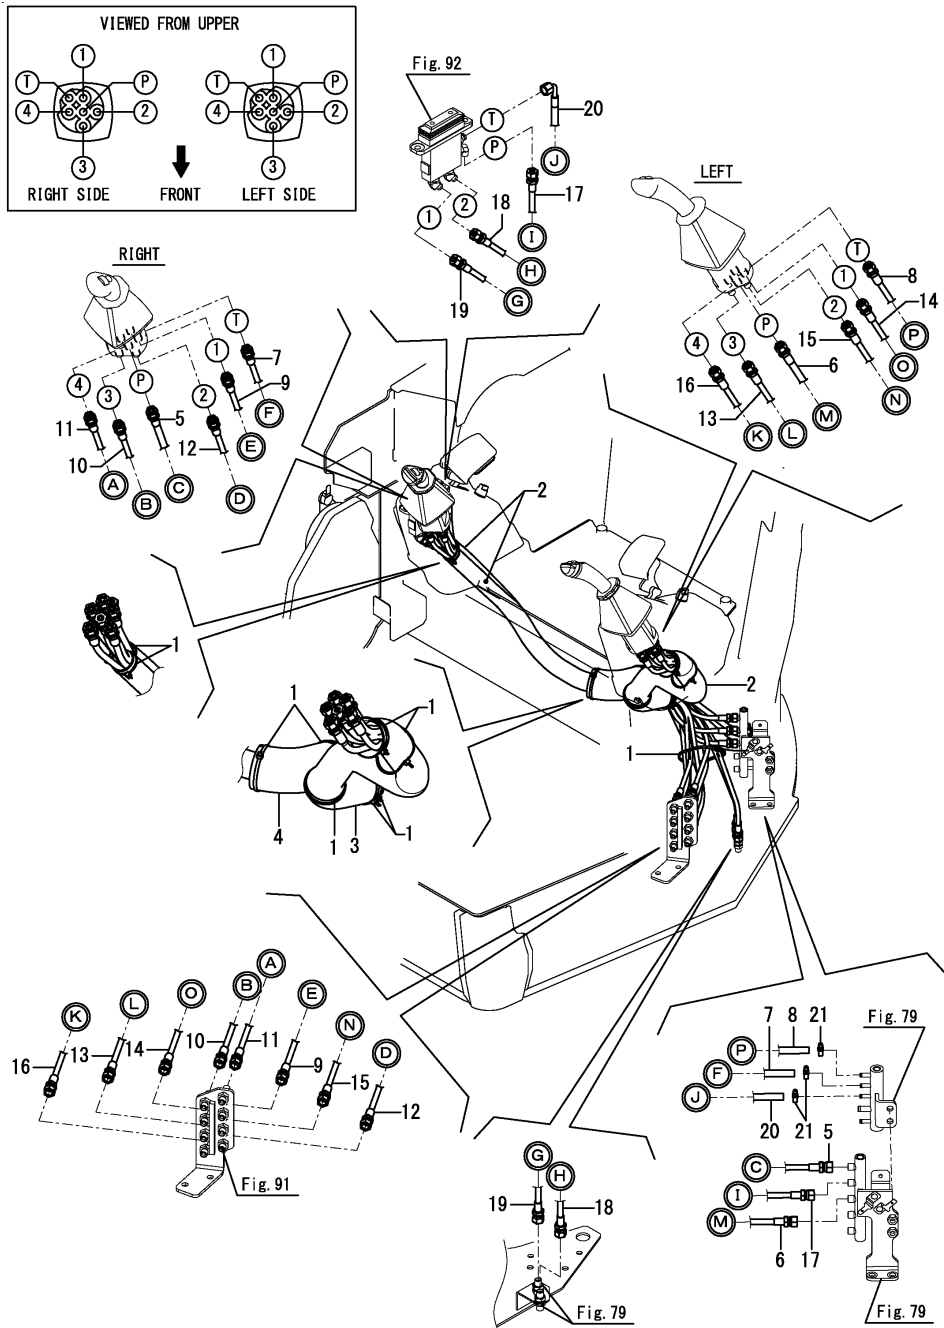 VIEWED FROM UPPER
1 1
T P T P
4 2 4 2
3 3
RIGHT SIDE FRONT LEFT SIDE
Fig. 92
T
P
20
J
1 2 18 17
I
H
19 G
LEFT
T
8
1
14
P
2
15
O
P
6
N
4 3
16 13
M
L
K
RIGHT
T
7
1
9
F
4 3 P 2
11 10 5 12
E
A B C D
2
2
1
1
1 1
4 1 3 1
1
K L O B A E N D
16 13 14 10 11 9 15 12
Fig. 91
7 8 21
P
F
J
20 21
Fig. 79
5
C
I
M
6 17
Fig. 79
G H
19 18
Fig. 79